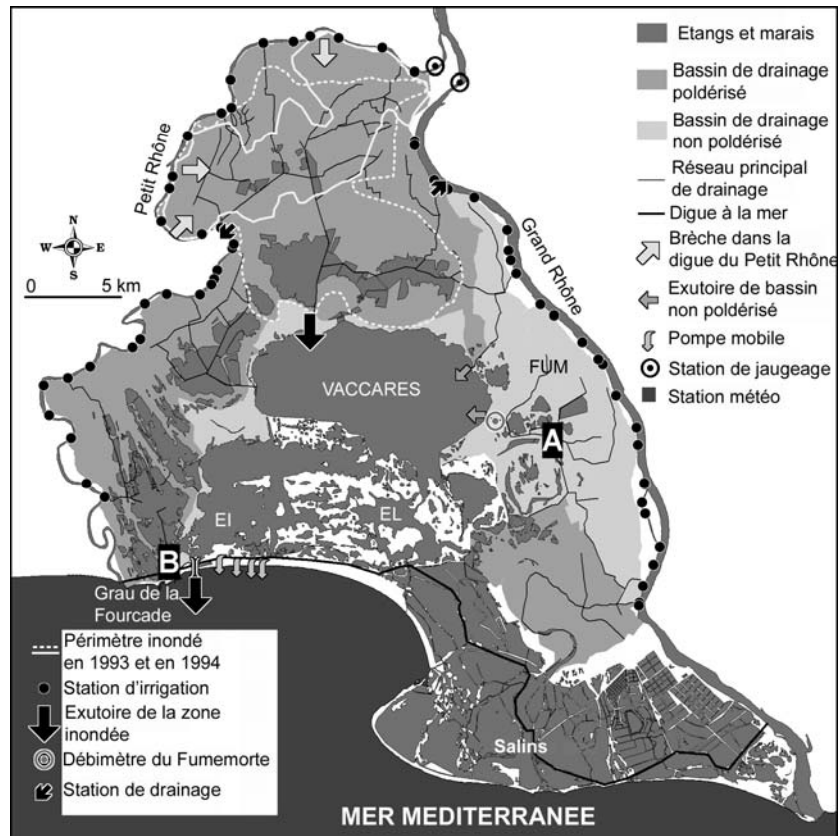 Etangs et marais
Bassin de drainage
poldérisé
Bassin de drainage
non poldérisé
Réseau principal
de drainage
Digue à la mer
Brèche dans la
digue du Petit Rhône
Exutoire de bassin
non poldérisé
Pompe mobile
Station de jaugeage
Station météo
Petit Rhône
N
W E
S
0 5 km
Grand Rhône
VACCARES
FUM
A
EI
EL
B
Grau de la
Fourcade
Périmètre inondé
en 1993 et en 1994
Station d'irrigation
Exutoire de la zone
inondée
Débimètre du Fumemorte
Station de drainage
Salins
MER MEDITERRANEE